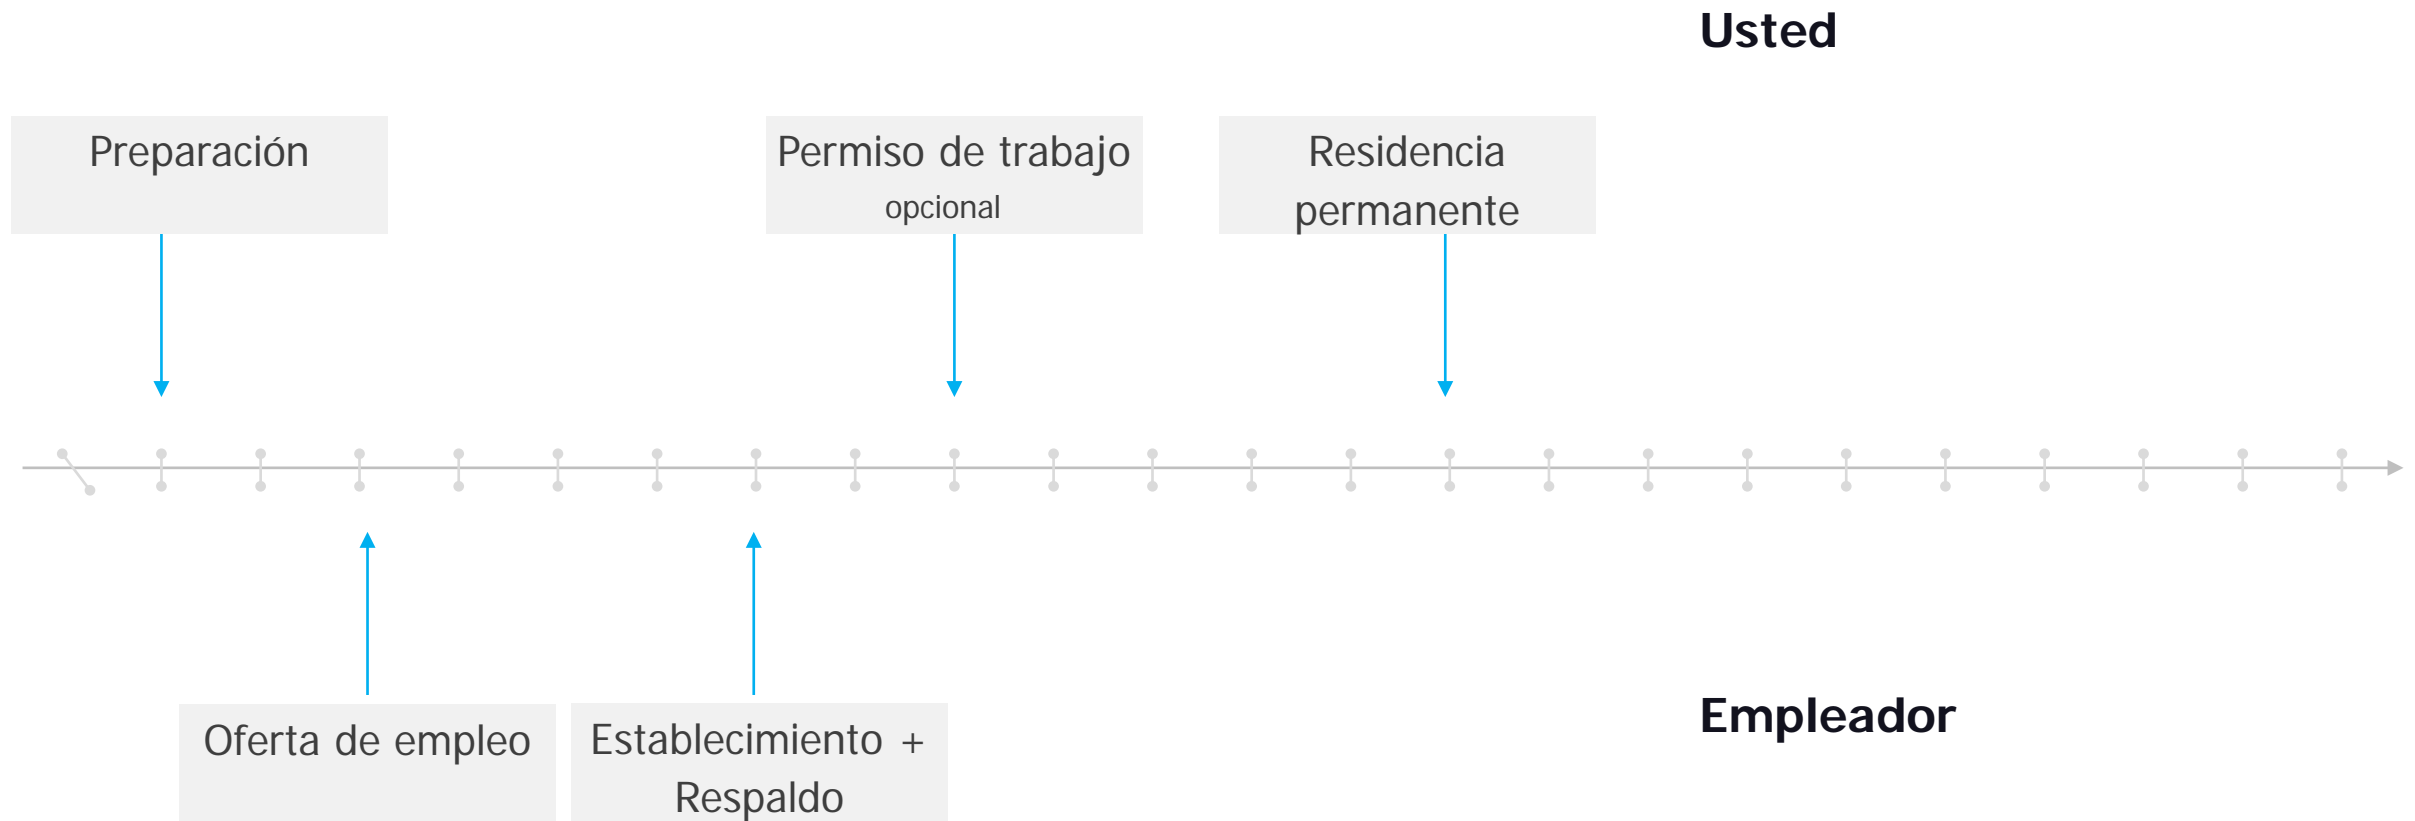 Usted
Preparación
Permiso de trabajo
opcional
Residencia
permanente
Oferta de empleo
Establecimiento +
Respaldo
Empleador